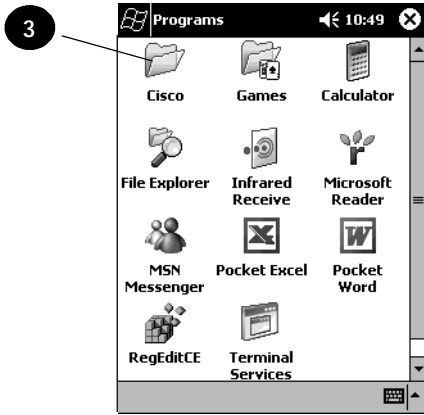 3
Programs 10:49
Cisco Games Calculator
File Explorer Infrared Receive Microsoft Reader
MSN Messenger Pocket Excel Pocket Word
RegEditCE Terminal Services